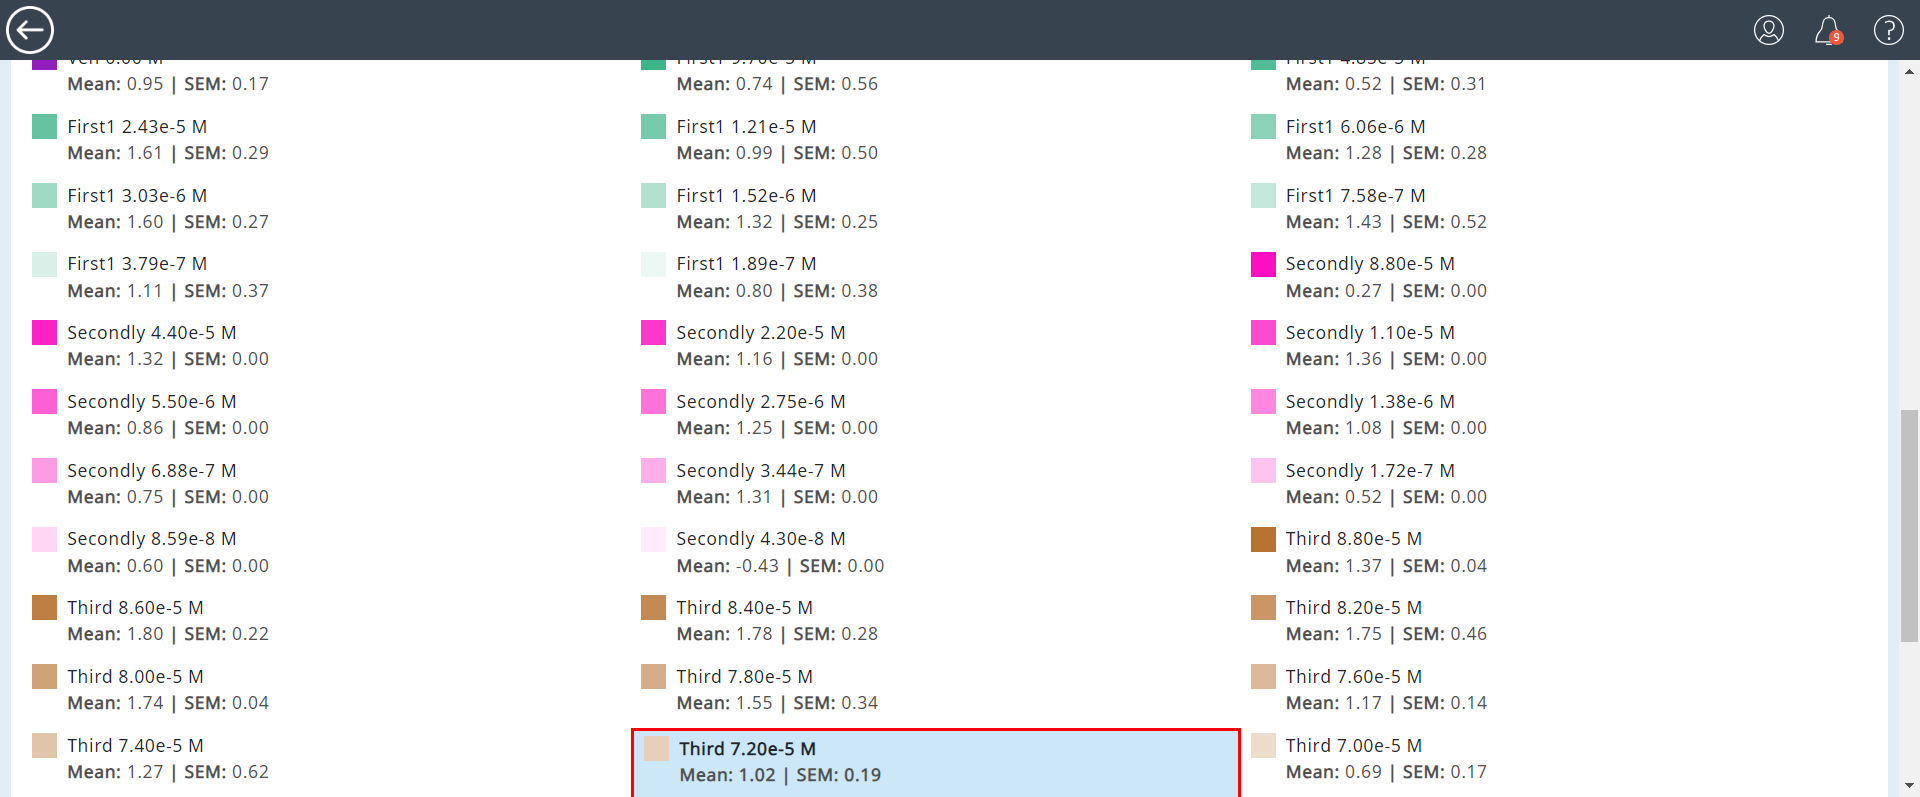 9
Veh 0.00 M
Mean: 0.95 | SEM: 0.17
First1 9.70e-5 M
Mean: 0.74 | SEM: 0.56
First1 4.85e-5 M
Mean: 0.52 | SEM: 0.31
First1 2.43e-5 M
Mean: 1.61 | SEM: 0.29
First1 1.21e-5 M
Mean: 0.99 | SEM: 0.50
First1 6.06e-6 M
Mean: 1.28 | SEM: 0.28
First1 3.03e-6 M
Mean: 1.60 | SEM: 0.27
First1 1.52e-6 M
Mean: 1.32 | SEM: 0.25
First1 7.58e-7 M
Mean: 1.43 | SEM: 0.52
First1 3.79e-7 M
Mean: 1.11 | SEM: 0.37
First1 1.89e-7 M
Mean: 0.80 | SEM: 0.38
Secondly 8.80e-5 M
Mean: 0.27 | SEM: 0.00
Secondly 4.40e-5 M
Mean: 1.32 | SEM: 0.00
Secondly 2.20e-5 M
Mean: 1.16 | SEM: 0.00
Secondly 1.10e-5 M
Mean: 1.36 | SEM: 0.00
Secondly 5.50e-6 M
Mean: 0.86 | SEM: 0.00
Secondly 2.75e-6 M
Mean: 1.25 | SEM: 0.00
Secondly 1.38e-6 M
Mean: 1.08 | SEM: 0.00
Secondly 6.88e-7 M
Mean: 0.75 | SEM: 0.00
Secondly 3.44e-7 M
Mean: 1.31 | SEM: 0.00
Secondly 1.72e-7 M
Mean: 0.52 | SEM: 0.00
Secondly 8.59e-8 M
Mean: 0.60 | SEM: 0.00
Secondly 4.30e-8 M
Mean: -0.43 | SEM: 0.00
Third 8.80e-5 M
Mean: 1.37 | SEM: 0.04
Third 8.60e-5 M
Mean: 1.80 | SEM: 0.22
Third 8.40e-5 M
Mean: 1.78 | SEM: 0.28
Third 8.20e-5 M
Mean: 1.75 | SEM: 0.46
Third 8.00e-5 M
Mean: 1.74 | SEM: 0.04
Third 7.80e-5 M
Mean: 1.55 | SEM: 0.34
Third 7.60e-5 M
Mean: 1.17 | SEM: 0.14
Third 7.40e-5 M
Mean: 1.27 | SEM: 0.62
Third 7.20e-5 M
Mean: 1.02 | SEM: 0.19
Third 7.00e-5 M
Mean: 0.69 | SEM: 0.17